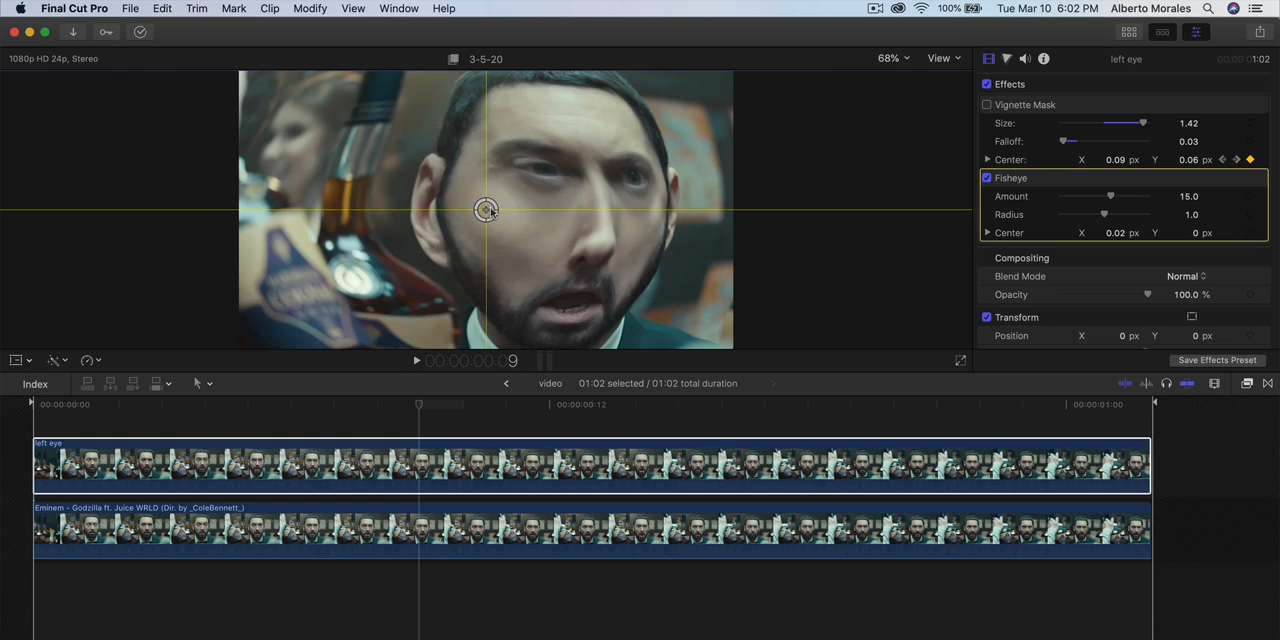 Final Cut Pro File Edit Trim Mark Clip Modify View Window Help 100% Tue Mar 10 6:02 PM Alberto Morales
1080p HD 24p, Stereo 3-5-20 68% View left eye 00:00:00:01:02
Effects
Vignette Mask
Size: 1.42
Falloff: 0.03
Center: X 0.09 px Y 0.06 px
Fisheye
Amount 15.0
Radius 1.0
Center X 0.02 px Y 0 px
Compositing
Blend Mode Normal
Opacity 100.0 %
Transform
Position X 0 px Y 0 px
00:00:00:09 Save Effects Preset
Index video 01:02 selected / 01:02 total duration
00:00:00:00 00:00:00:12 00:00:01:00
left eye
Eminem - Godzilla ft. Juice WRLD (Dir. by _ColeBennett_)